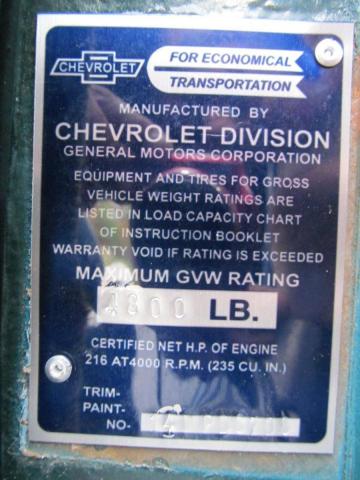 CHEVROLET
FOR ECONOMICAL
TRANSPORTATION
MANUFACTURED BY
CHEVROLET DIVISION
GENERAL MOTORS CORPORATION
EQUIPMENT AND TIRES FOR GROSS
VEHICLE WEIGHT RATINGS ARE
LISTED IN LOAD CAPACITY CHART
OF INSTRUCTION BOOKLET
WARRANTY VOID IF RATING IS EXCEEDED
MAXIMUM GVW RATING
4800 LB.
CERTIFIED NET H.P. OF ENGINE
216 AT4000 R.P.M. (235 CU. IN.)
TRIM-
PAINT-
NO-